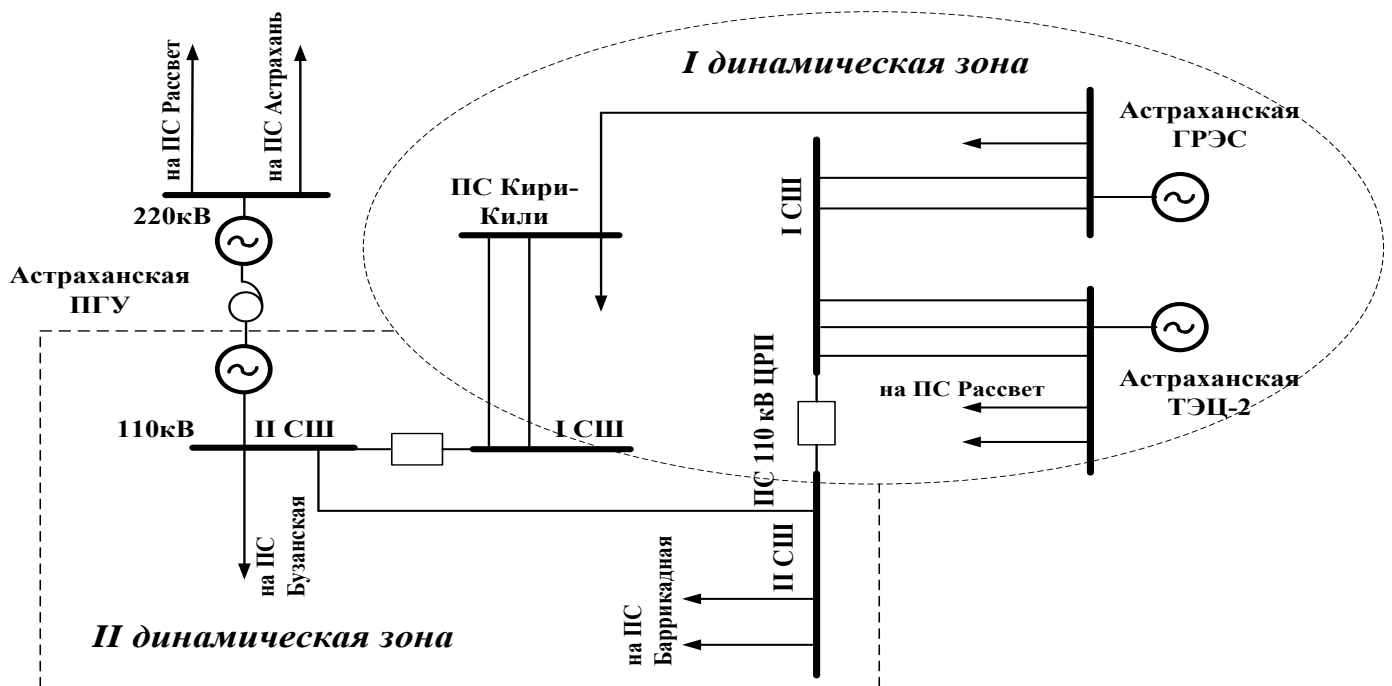 на ПС Рассвет
на ПС Астрахань
I динамическая зона
Астраханская
ГРЭС
ПС Кири-
Кили
I СШ
220кВ
Астраханская
ПГУ
ПС 110 кВ ЦРП
на ПС Рассвет
Астраханская
ТЭЦ-2
110кВ
II СШ
I СШ
на ПС
Бузанская
II СШ
на ПС
Баррикадная
II динамическая зона